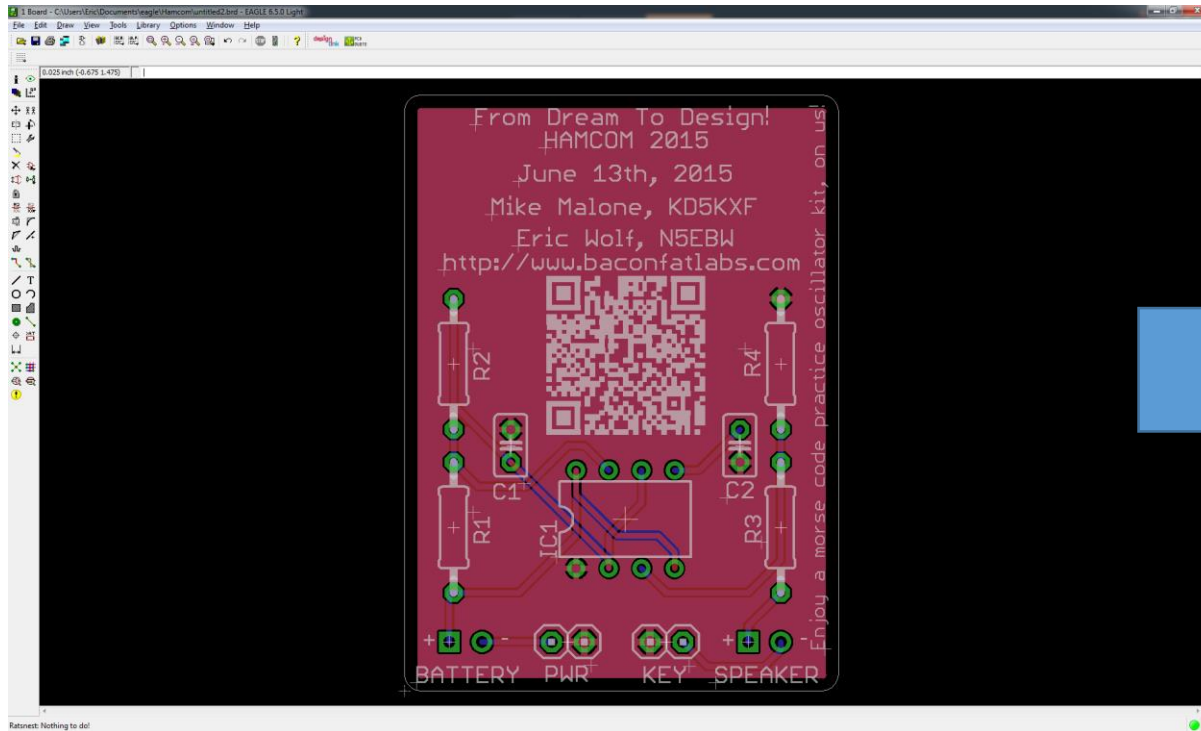 1 Board - C:\Users\Eric\Documents\eagle\Hamcom\untitled2.brd - EAGLE 6.5.0 Light
File Edit Draw View Tools Library Options Window Help
0.025 inch (-0.675 1.475)
From Dream To Design!
HAMCOM 2015
June 13th, 2015
Mike Malone, KD5KXF
Eric Wolf, N5EBW
http://www.baconfatlabs.com
R2
R4
C1
C2
R1
IC1
R3
+ - + -
BATTERY PWR KEY SPEAKER
Enjoy a morse code practice oscillator kit, on us!
Ratsnest: Nothing to do!